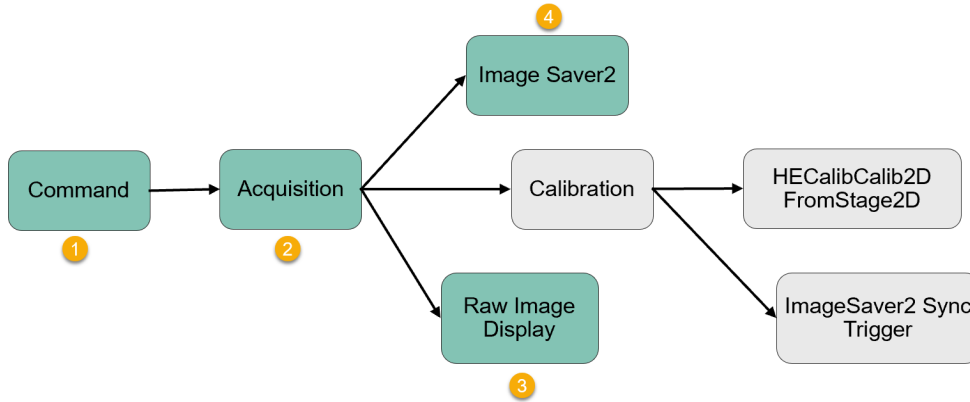 4
Image Saver2
Command
Acquisition
Calibration
HECalibCalib2D
FromStage2D
1
2
Raw Image
Display
ImageSaver2 Sync
Trigger
3